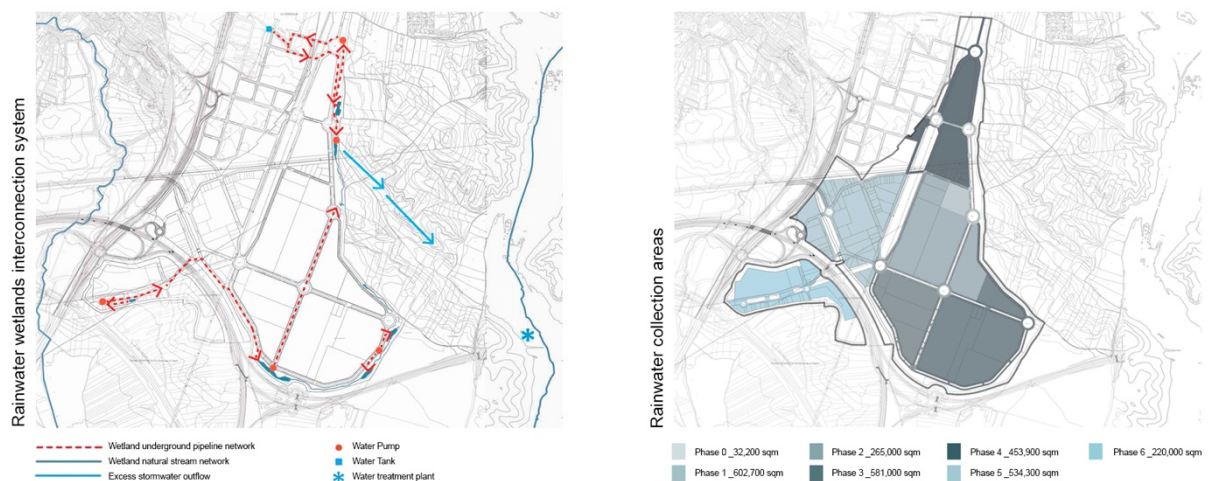 Rainwater wetlands interconnection system
Wetland underground pipeline network
Wetland natural stream network
Excess stormwater outflow
Water Pump
Water Tank
Water treatment plant
Rainwater collection areas
Phase 0 _32,200 sqm
Phase 1 _602,700 sqm
Phase 2 _265,000 sqm
Phase 3 _581,000 sqm
Phase 4 _453,900 sqm
Phase 5 _534,300 sqm
Phase 6 _220,000 sqm